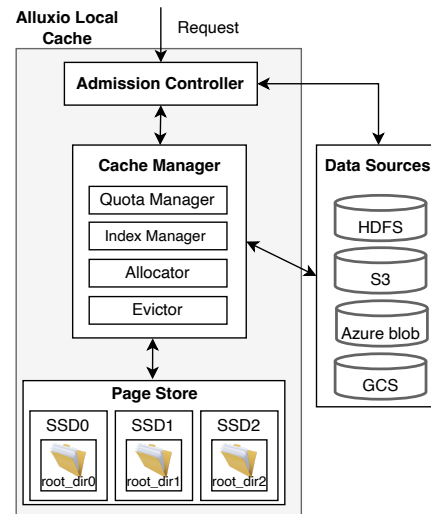 Alluxio Local
Cache
Request
Admission Controller
Cache Manager
Quota Manager
Index Manager
Allocator
Evictor
Data Sources
HDFS
S3
Azure blob
GCS
Page Store
SSD0
SSD1
SSD2
root_dir0
root_dir1
root_dir2